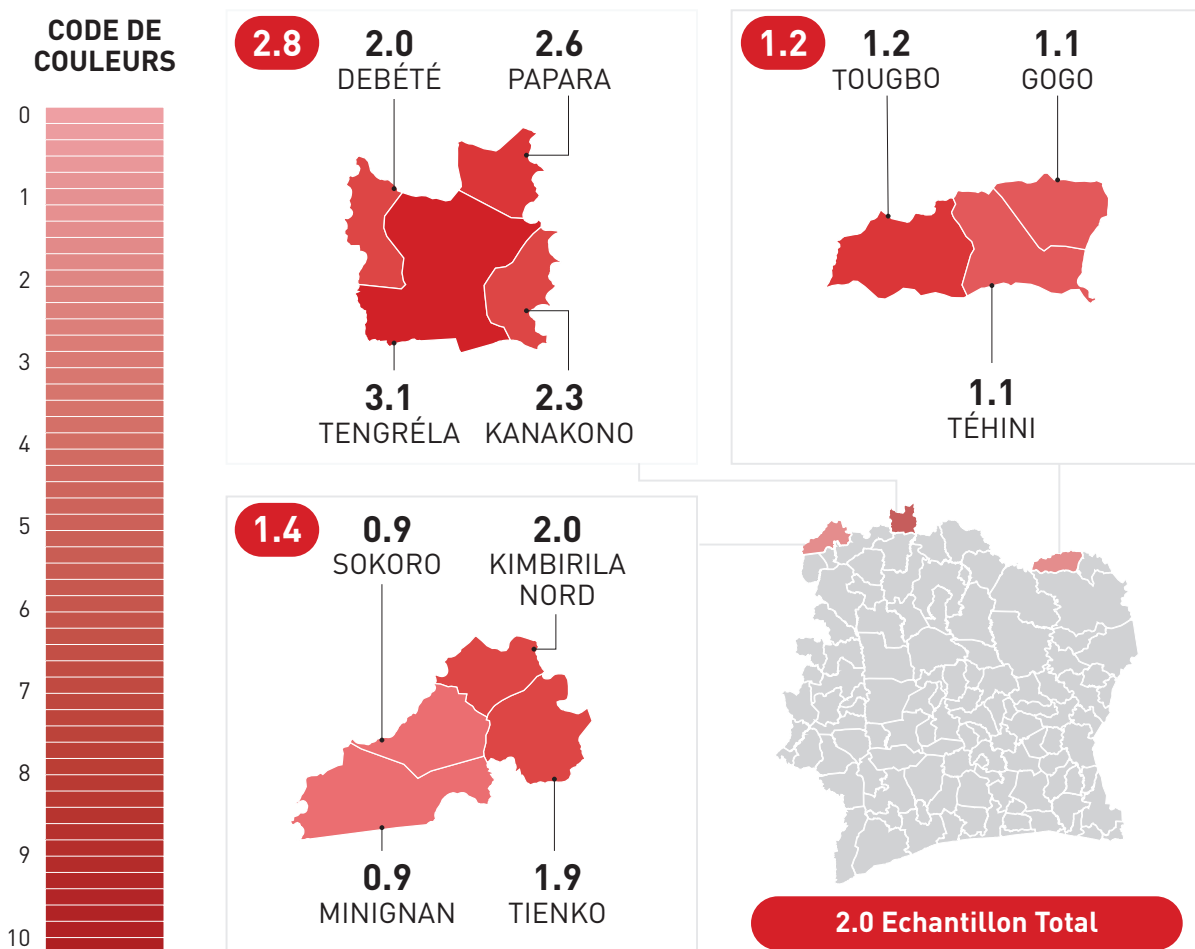 CODE DE
COULEURS
0
1
2
3
4
5
6
7
8
9
10
2.8
2.0
DEBÉTÉ
2.6
PAPARA
3.1
TENGRÉLA
2.3
KANAKONO
1.2
1.2
TOUGBO
1.1
GOGO
1.1
TÉHINI
1.4
0.9
SOKORO
2.0
KIMBIRILA
NORD
0.9
MINIGNAN
1.9
TIENKO
2.0 Echantillon Total